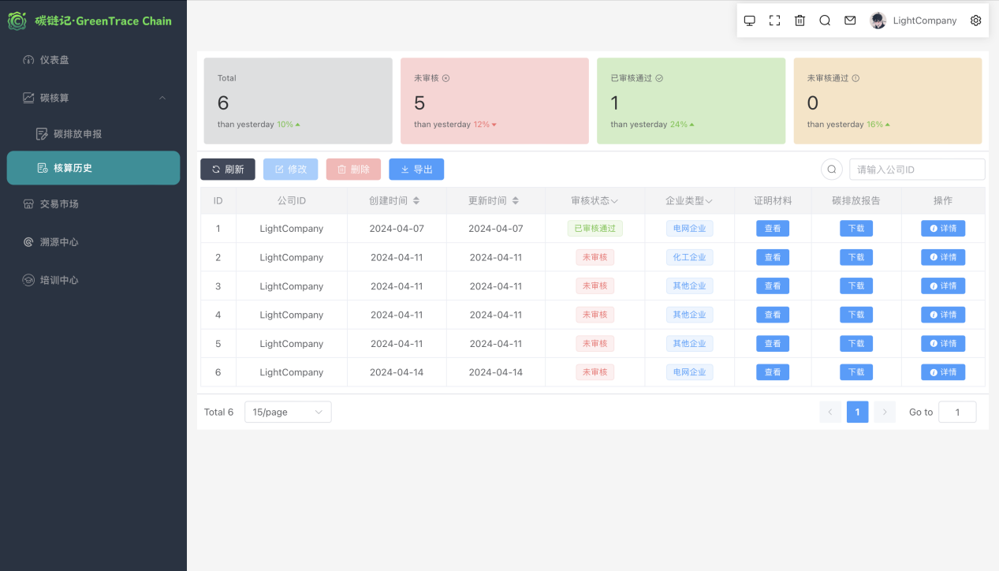 碳链记·GreenTrace Chain
仪表盘
碳核算
碳排放申报
核算历史
交易市场
溯源中心
培训中心
LightCompany
Total
6
than yesterday 10%
未审核
5
than yesterday 12%
已审核通过
1
than yesterday 24%
未审核通过
0
than yesterday 16%
刷新 修改 删除 导出 请输入公司ID
ID 公司ID 创建时间 更新时间 审核状态 企业类型 证明材料 碳排放报告 操作
1 LightCompany 2024-04-07 2024-04-07 已审核通过 电网企业 查看 下载 详情
2 LightCompany 2024-04-11 2024-04-11 未审核 化工企业 查看 下载 详情
3 LightCompany 2024-04-11 2024-04-11 未审核 其他企业 查看 下载 详情
4 LightCompany 2024-04-11 2024-04-11 未审核 其他企业 查看 下载 详情
5 LightCompany 2024-04-11 2024-04-11 未审核 其他企业 查看 下载 详情
6 LightCompany 2024-04-14 2024-04-14 未审核 电网企业 查看 下载 详情
Total 6 15/page 1 Go to 1